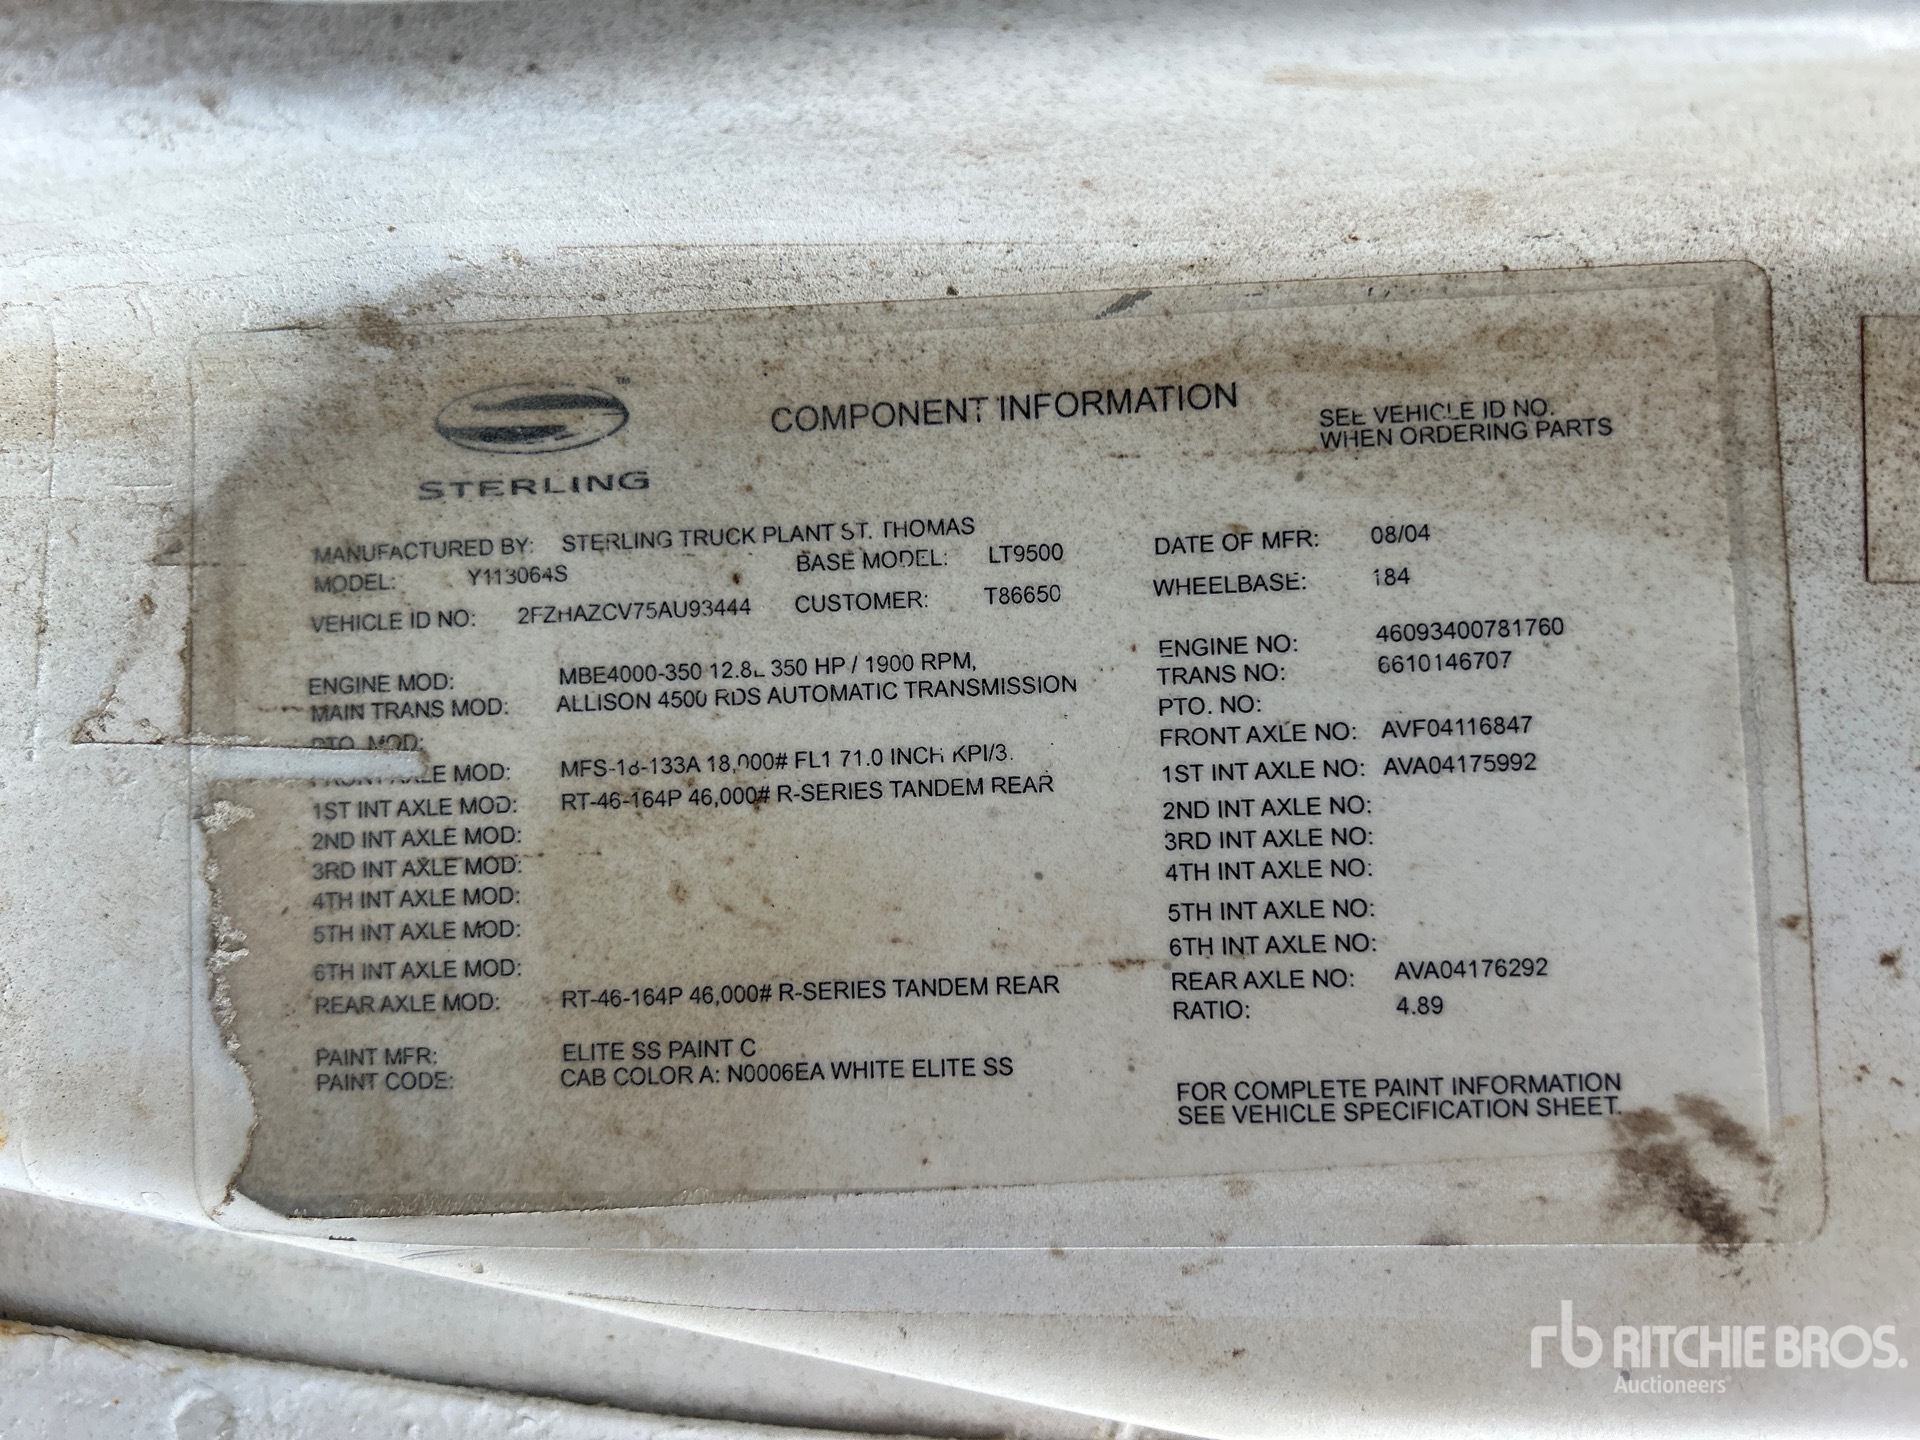 STERLING
™
COMPONENT INFORMATION
SEE VEHICLE ID NO.
WHEN ORDERING PARTS
MANUFACTURED BY: STERLING TRUCK PLANT ST. THOMAS
MODEL: Y113064S BASE MODEL: LT9500
VEHICLE ID NO: 2FZHAZCV75AU93444 CUSTOMER: T86650
DATE OF MFR: 08/04
WHEELBASE: 184
ENGINE MOD: MBE4000-350 12.8L 350 HP / 1900 RPM,
MAIN TRANS MOD: ALLISON 4500 RDS AUTOMATIC TRANSMISSION
PTO. MOD:
FRONT AXLE MOD: MFS-18-133A 18,000# FL1 71.0 INCH KPI/3.
1ST INT AXLE MOD: RT-46-164P 46,000# R-SERIES TANDEM REAR
2ND INT AXLE MOD:
3RD INT AXLE MOD:
4TH INT AXLE MOD:
5TH INT AXLE MOD:
6TH INT AXLE MOD:
REAR AXLE MOD: RT-46-164P 46,000# R-SERIES TANDEM REAR
PAINT MFR: ELITE SS PAINT C
PAINT CODE: CAB COLOR A: N0006EA WHITE ELITE SS
ENGINE NO: 46093400781760
TRANS NO: 6610146707
PTO. NO:
FRONT AXLE NO: AVF04116847
1ST INT AXLE NO: AVA04175992
2ND INT AXLE NO:
3RD INT AXLE NO:
4TH INT AXLE NO:
5TH INT AXLE NO:
6TH INT AXLE NO:
REAR AXLE NO: AVA04176292
RATIO: 4.89
FOR COMPLETE PAINT INFORMATION
SEE VEHICLE SPECIFICATION SHEET.
rb RITCHIE BROS.
Auctioneers